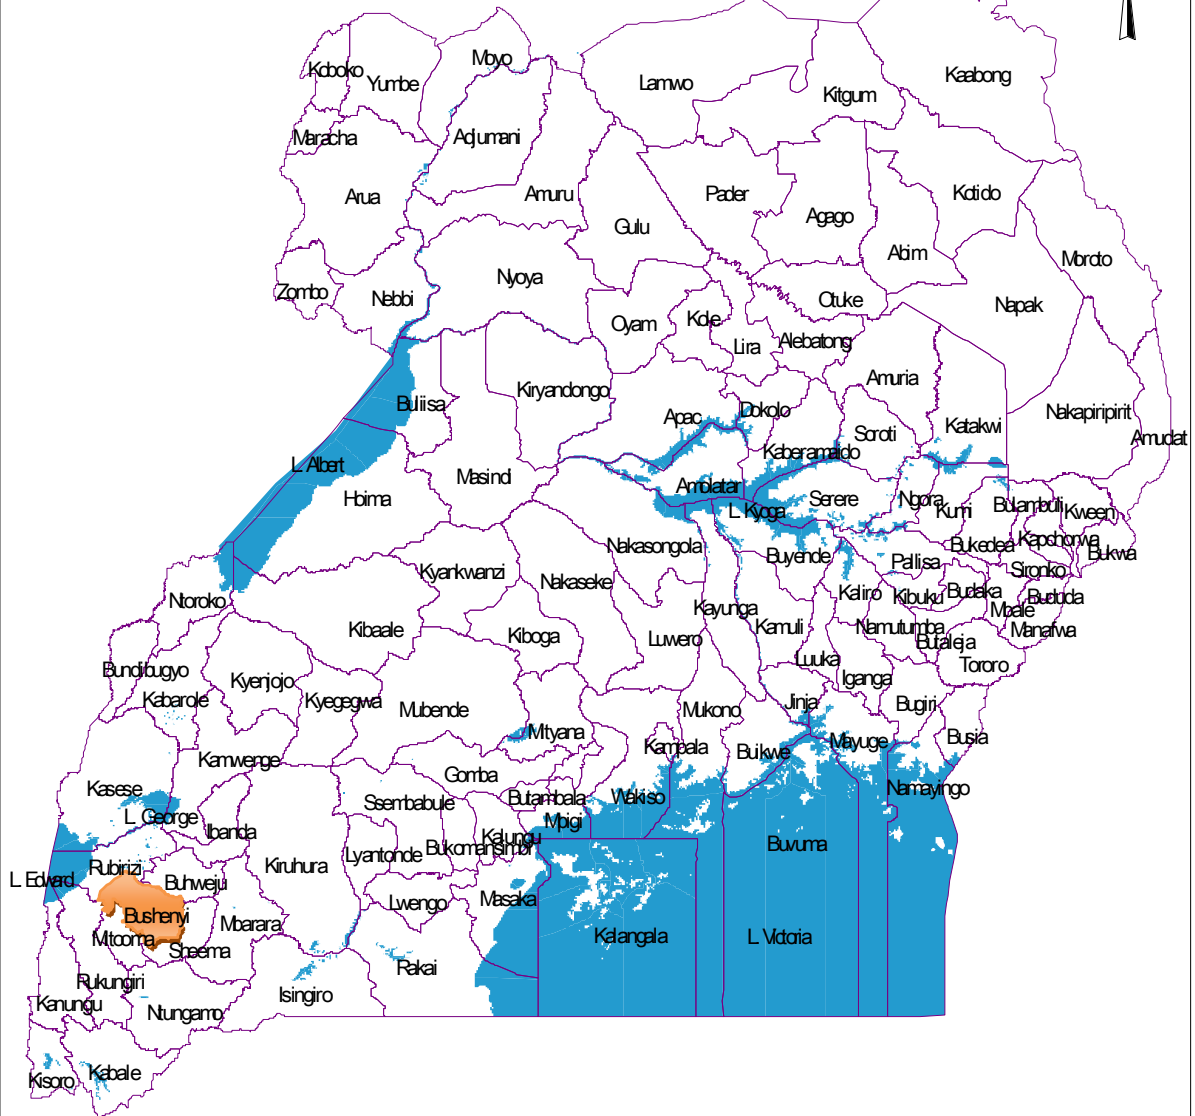 Moyo
Koboko
Yumbe
Lamwo
Kaabong
Kitgum
Maracha
Adjumani
Arua
Amuru
Pader
Kotido
Gulu
Agago
Abim
Moroto
Zombo
Nebbi
Nyoya
Otuke
Napak
Oyam
Kole
Lira
Alebatong
Amuria
Kiryandongo
Buliisa
Apac
Dokolo
Nakapiripirit
Soroti
Katakwi
Amudat
Kaberamaido
L. Albert
Masindi
Hoima
Amolatar
Serere
Ngora
Kumi
Bulambuli
Kween
L. Kyoga
Nakasongola
Bukedea
Kapchorwa
Bukwa
Buyende
Pallisa
Sironko
Kyankwanzi
Nakaseke
Ntoroko
Kayunga
Kaliro
Kibuku
Budaka
Bududa
Mbale
Kibaale
Kiboga
Luwero
Kamuli
Namutumba
Manafwa
Butaleja
Bundibugyo
Luuka
Tororo
Kyenjojo
Iganga
Kabarole
Kyegegwa
Mubende
Mukono
Jinja
Bugiri
Mityana
Kampala
Buikwe
Mayuge
Busia
Kamwenge
Gomba
Kasese
Ssembabule
Butambala
Wakiso
Namayingo
L. George
Ibanda
Mpigi
Kalungu
Lyantonde
Bukomansimbi
Buvuma
Rubirizi
Kiruhura
L. Edward
Buhweju
Masaka
Lwengo
Bushenyi
Mbarara
Mitooma
Sheema
Kalangala
L. Victoria
Rakai
Rukungiri
Isingiro
Kanungu
Ntungamo
Kisoro
Kabale